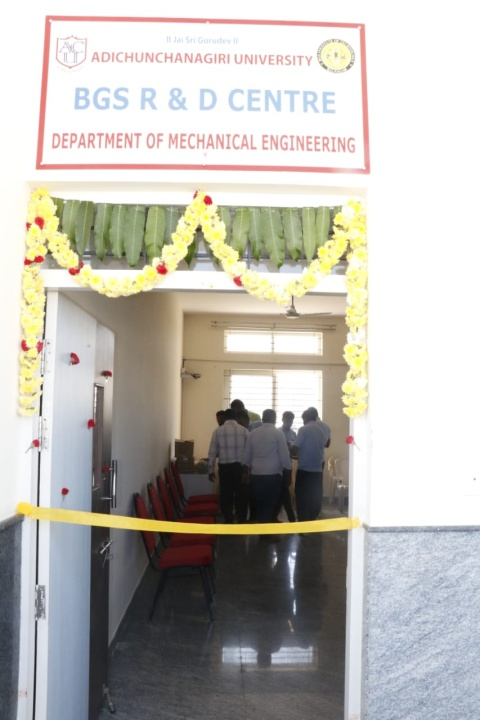 || Jai Sri Gurudev ||
ADICHUNCHANAGIRI UNIVERSITY
BGS R & D CENTRE
DEPARTMENT OF MECHANICAL ENGINEERING